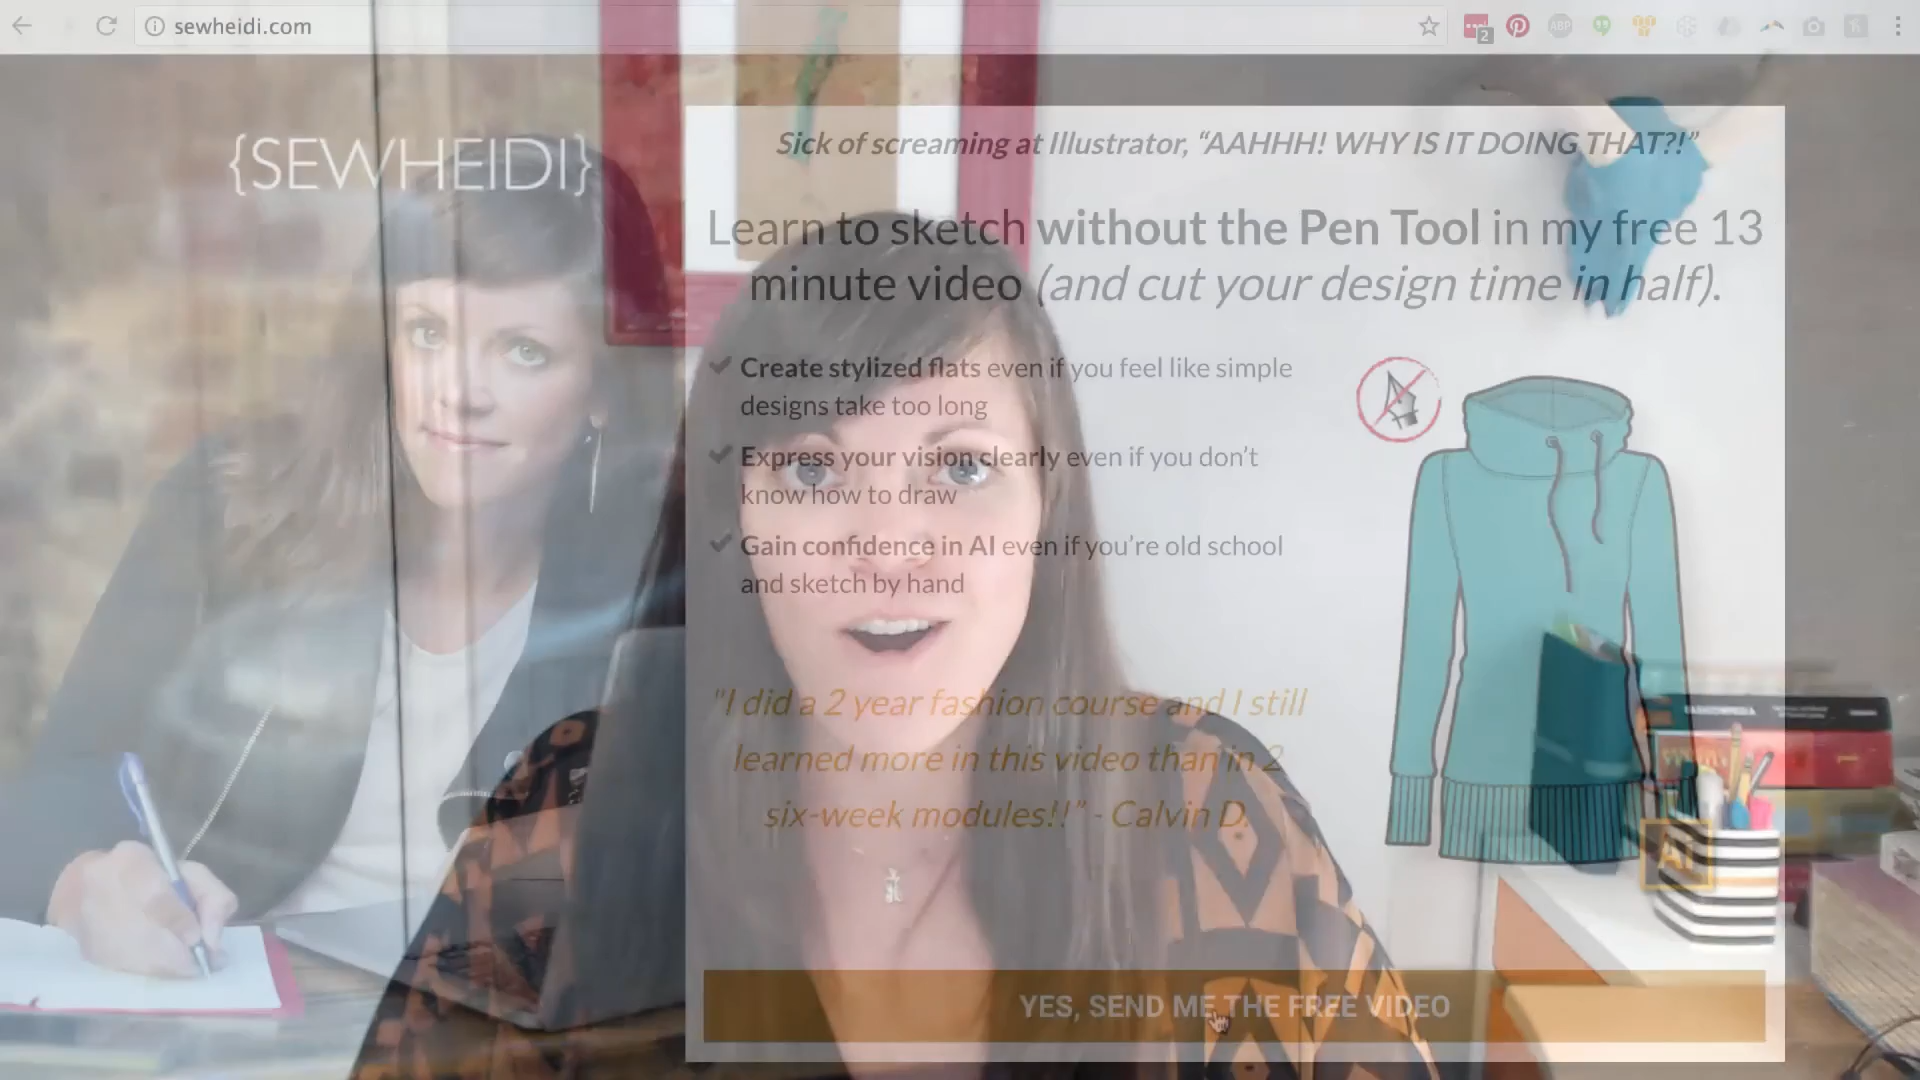 sewheidi.com
2
ABP
{SEWHEIDI}
Sick of screaming at Illustrator, “AAHHH! WHY IS IT DOING THAT?!”
Learn to sketch without the Pen Tool in my free 13
minute video (and cut your design time in half).
Create stylized flats even if you feel like simple
designs take too long
Express your vision clearly even if you don’t
know how to draw
Gain confidence in AI even if you’re old school
and sketch by hand
"I did a 2 year fashion course and I still
learned more in this video than in 2
six-week modules!!” - Calvin D.
Ai
YES, SEND ME THE FREE VIDEO